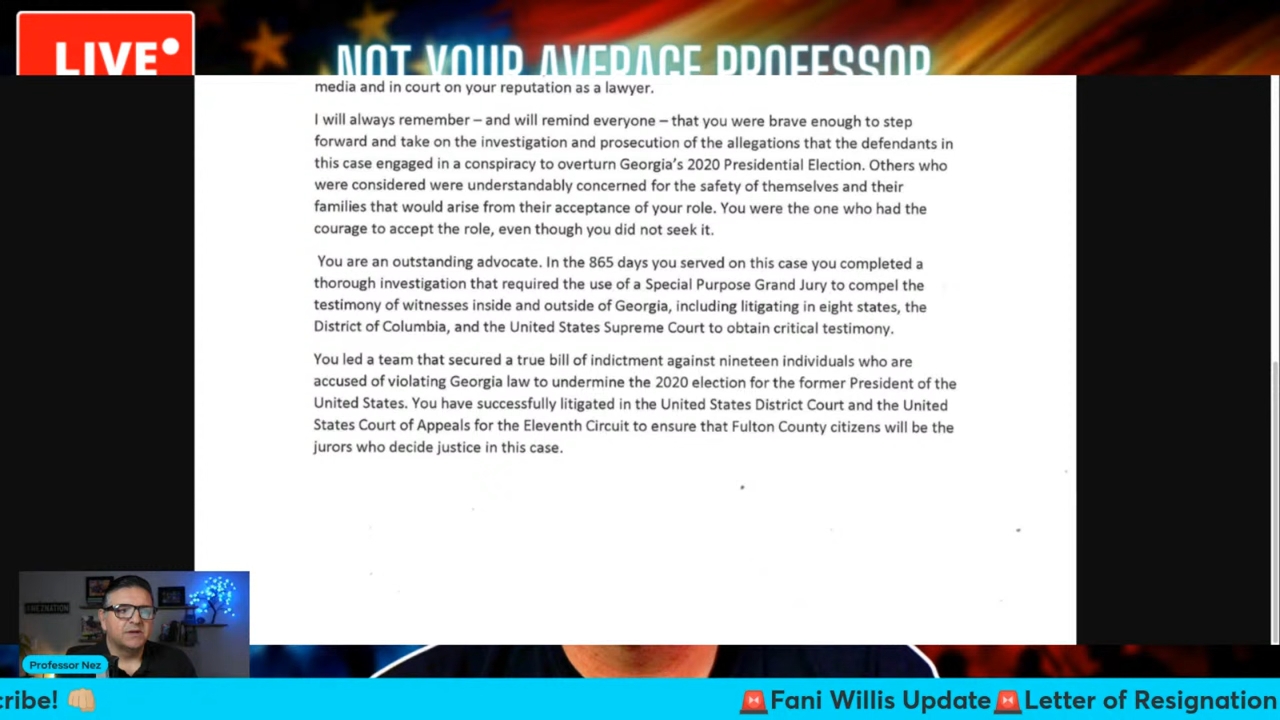 LIVE
NOT YOUR AVERAGE PROFESSOR
media and in court on your reputation as a lawyer.
I will always remember – and will remind everyone – that you were brave enough to step
forward and take on the investigation and prosecution of the allegations that the defendants in
this case engaged in a conspiracy to overturn Georgia's 2020 Presidential Election. Others who
were considered were understandably concerned for the safety of themselves and their
families that would arise from their acceptance of your role. You were the one who had the
courage to accept the role, even though you did not seek it.
You are an outstanding advocate. In the 865 days you served on this case you completed a
thorough investigation that required the use of a Special Purpose Grand Jury to compel the
testimony of witnesses inside and outside of Georgia, including litigating in eight states, the
District of Columbia, and the United States Supreme Court to obtain critical testimony.
You led a team that secured a true bill of indictment against nineteen individuals who are
accused of violating Georgia law to undermine the 2020 election for the former President of the
United States. You have successfully litigated in the United States District Court and the United
States Court of Appeals for the Eleventh Circuit to ensure that Fulton County citizens will be the
jurors who decide justice in this case.
#NEZNATION
Professor Nez
cribe! 👊🏼 🚨Fani Willis Update🚨Letter of Resignation